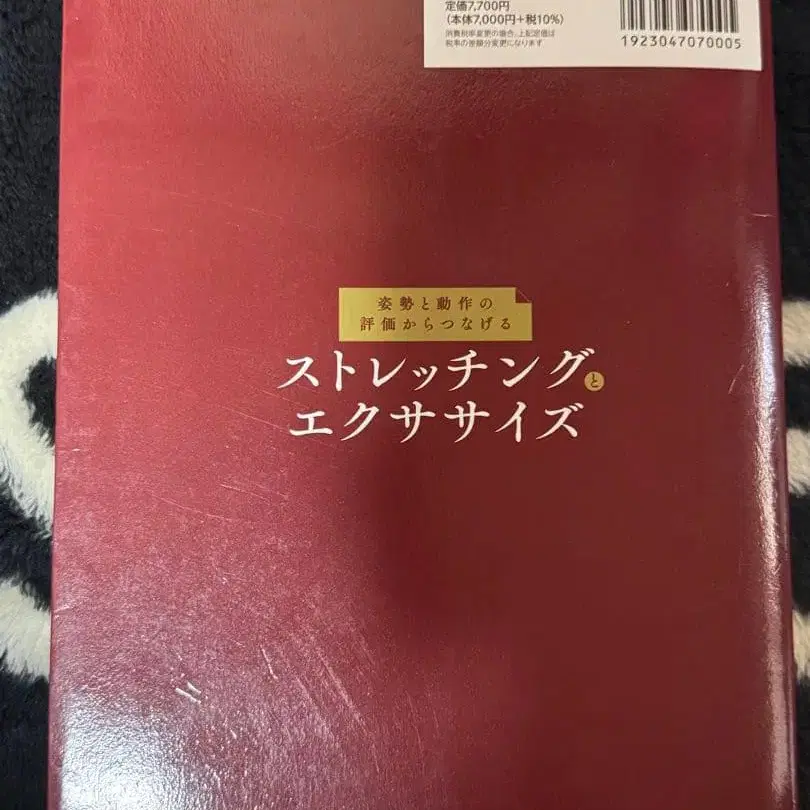 定価7,700円
(本体7,000円+税10%)
消費税率変更の場合、上記定価は
税率の差額分変更になります
1923047070005
姿勢と動作の
評価からつなげる
ストレッチングと
エクササイズ